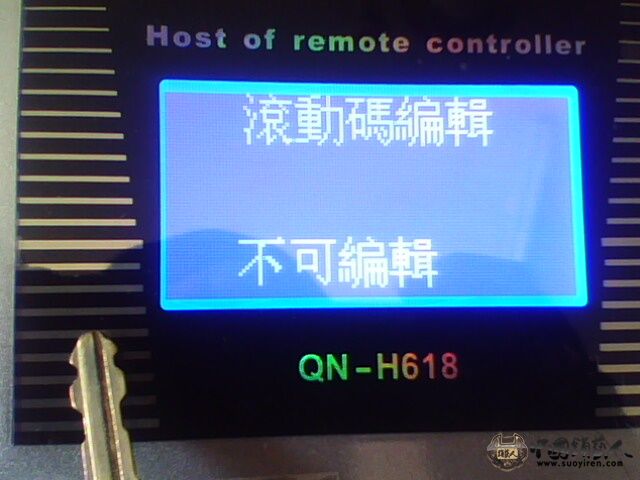 Host of remote controller
滾動碼編輯
不可編輯
QN-H618
www.suoyiren.com